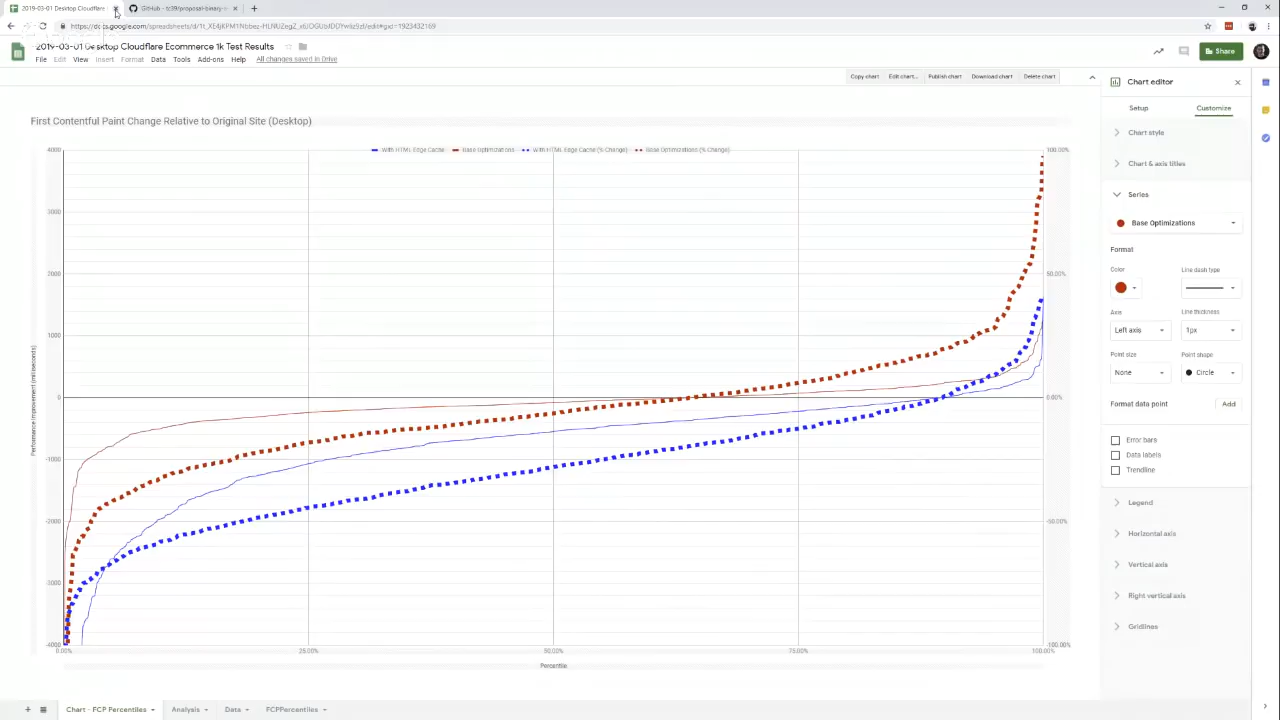 2019-03-01 Desktop Cloudflare
GitHub - tc39/proposal-binary-
2019-03-01 Desktop Cloudflare Ecommerce 1k Test Results
File Edit View Insert Format Data Tools Add-ons Help All changes saved in Drive
Share
Copy chart Edit chart... Publish chart Download chart Delete chart
Chart editor
Setup Customize
First Contentful Paint Change Relative to Original Site (Desktop)
With HTML Edge Cache Base Optimizations With HTML Edge Cache (% Change) Base Optimizations (% Change)
4000
3000
2000
1000
0
-1000
-2000
-3000
-4000
Performance Improvement (milliseconds)
100.00%
50.00%
0.00%
-50.00%
-100.00%
0.00% 25.00% 50.00% 75.00% 100.00%
Percentile
Chart style
Chart & axis titles
Series
Base Optimizations
Format
Color Line dash type
Axis Line thickness
Left axis 1px
Point size Point shape
None Circle
Format data point Add
Error bars
Data labels
Trendline
Legend
Horizontal axis
Vertical axis
Right vertical axis
Gridlines
Chart - FCP Percentiles Analysis Data FCPPercentiles